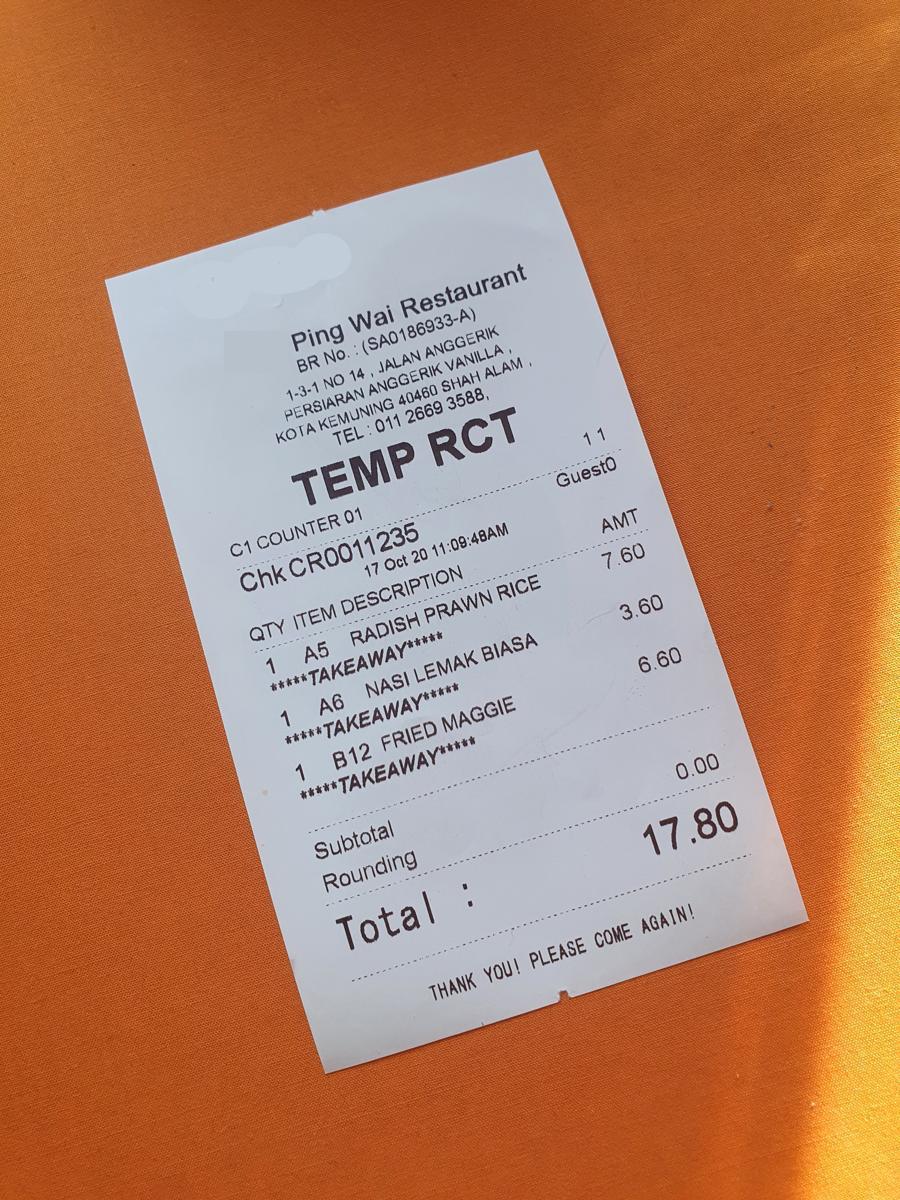 Ping Wai Restaurant
BR No. : (SA0186933-A)
1-3-1 NO 14 , JALAN ANGGERIK
PERSIARAN ANGGERIK VANILLA ,
KOTA KEMUNING 40460 SHAH ALAM ,
TEL : 011 2669 3588,
TEMP RCT
C1 COUNTER 01 1 1
Chk CR0011235 Guest0
17 Oct 20 11:09:48AM
QTY ITEM DESCRIPTION AMT
1 A5 RADISH PRAWN RICE 7.60
*****TAKEAWAY*****
1 A6 NASI LEMAK BIASA 3.60
*****TAKEAWAY*****
1 B12 FRIED MAGGIE 6.60
*****TAKEAWAY*****
Subtotal
Rounding 0.00
Total : 17.80
THANK YOU! PLEASE COME AGAIN!